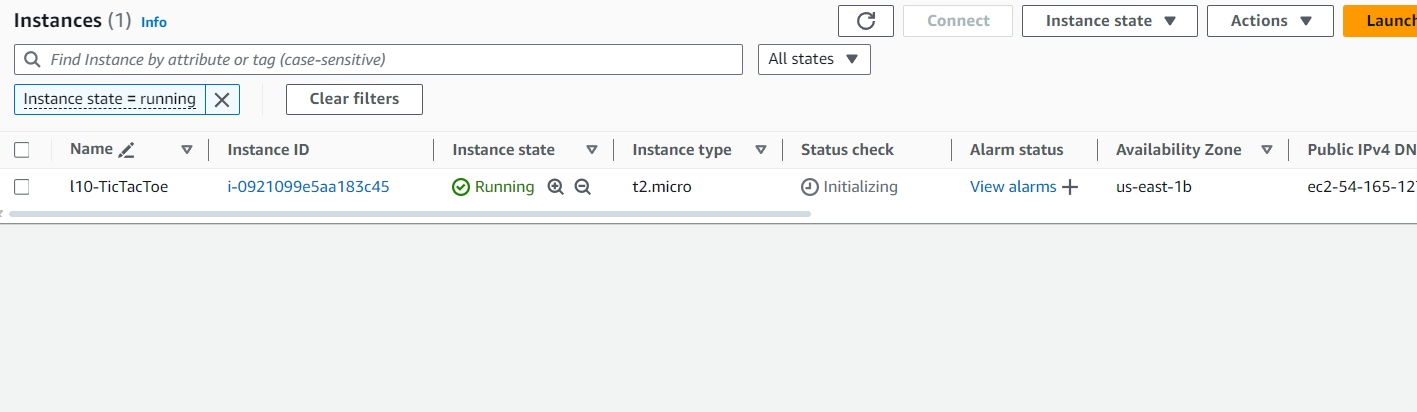 Instances (1) Info Connect Instance state Actions Launch
Find Instance by attribute or tag (case-sensitive) All states
Instance state = running Clear filters
Name Instance ID Instance state Instance type Status check Alarm status Availability Zone Public IPv4 DN
l10-TicTacToe i-0921099e5aa183c45 Running t2.micro Initializing View alarms + us-east-1b ec2-54-165-127